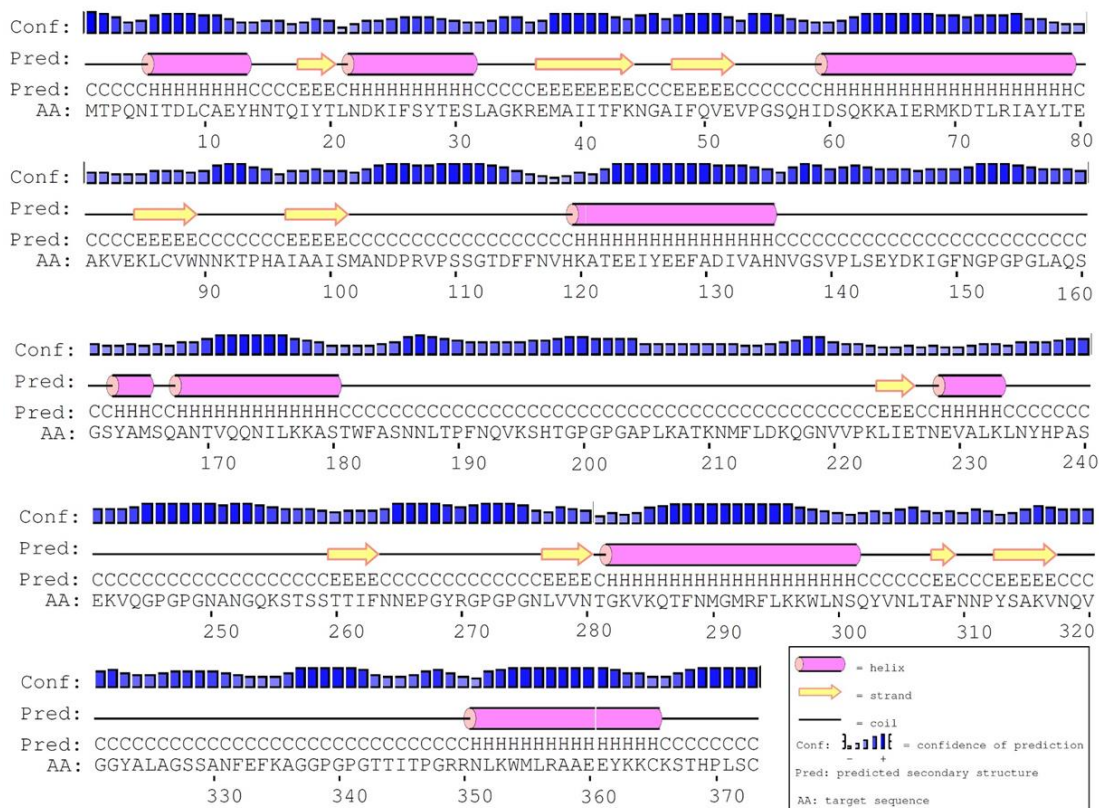 Conf:
Pred:
Pred: CCCCCHHHHHHHHCCCCEEECHHHHHHHHHHCCCCCEEEEEEEECCCEEEEECCCCCCCHHHHHHHHHHHHHHHHHHHHC
AA: MTPQNITDLCAEYHNTQIYTLNDKIFSYTESLAGKREMAIITFKNGAIFQVEVPGSQHIDSQKKAIERMKDTLRIAYLTE
10 20 30 40 50 60 70 80
Conf:
Pred:
Pred: CCCCEEEEECCCCCCCEEEEECCCCCCCCCCCCCCCCCCHHHHHHHHHHHHHHHHCCCCCCCCCCCCCCCCCCCCCCCCC
AA: AKVEKLCVWNNKTPHAIAAISMANDPRVPSSGTDFFNVHKATEEIYEEFADIVAHNVGSVPLSEYDKIGFNGPGPGLAQS
90 100 110 120 130 140 150 160
Conf:
Pred:
Pred: CCHHHCCHHHHHHHHHHHHHCCCCCCCCCCCCCCCCCCCCCCCCCCCCCCCCCCCCCCCCCCCEEECCHHHHHCCCCCCC
AA: GSYAMSQANTVQQNILKKASTWFASNNLTPFNQVKSHTGPGPGAPLKATKNMFLDKQGNVVPKLIETNEVALKLNYHPAS
170 180 190 200 210 220 230 240
Conf:
Pred:
Pred: CCCCCCCCCCCCCCCCCCCEEEECCCCCCCCCCCCCEEEECHHHHHHHHHHHHHHHHHHHHCCCCCCEECCCEEEEECCC
AA: EKVQGPGPGNANGQKSTSSTTIFNNEPGYRGPGPGNLVVNTGKVKQTFNMGMRFLKKWLNSQYVNLTAFNNPYSAKVNQV
250 260 270 280 290 300 310 320
Conf:
Pred:
Pred: CCCCCCCCCCCCCCCCCCCCCCCCCCCCCCHHHHHHHHHHHHHHHCCCCCCCC
AA: GGYALAGSSANFEFKAGGPGPGTTITPGRRNLKWMLRAAEEYKKCKSTHPLSC
330 340 350 360 370
= helix
= strand
= coil
Conf: = confidence of prediction
- +
Pred: predicted secondary structure
AA: target sequence